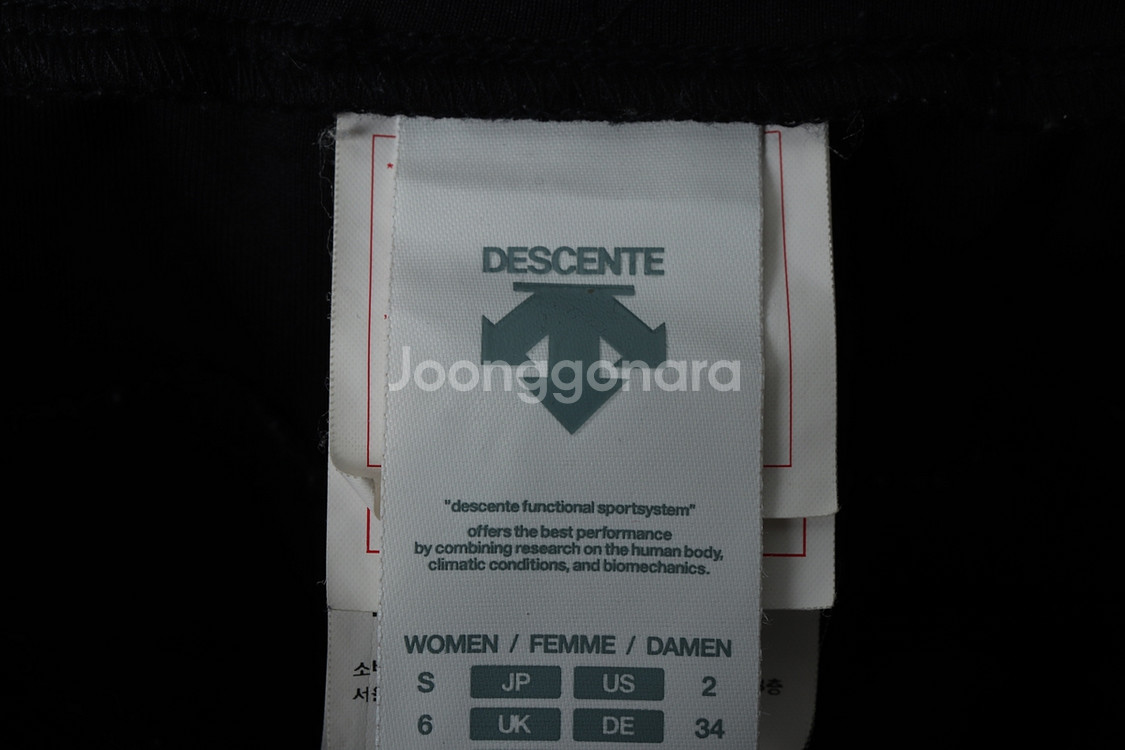 DESCENTE
Joonggonara
"descente functional sportsystem"
offers the best performance
by combining research on the human body,
climatic conditions, and biomechanics.
WOMEN / FEMME / DAMEN
S JP US 2
6 UK DE 34